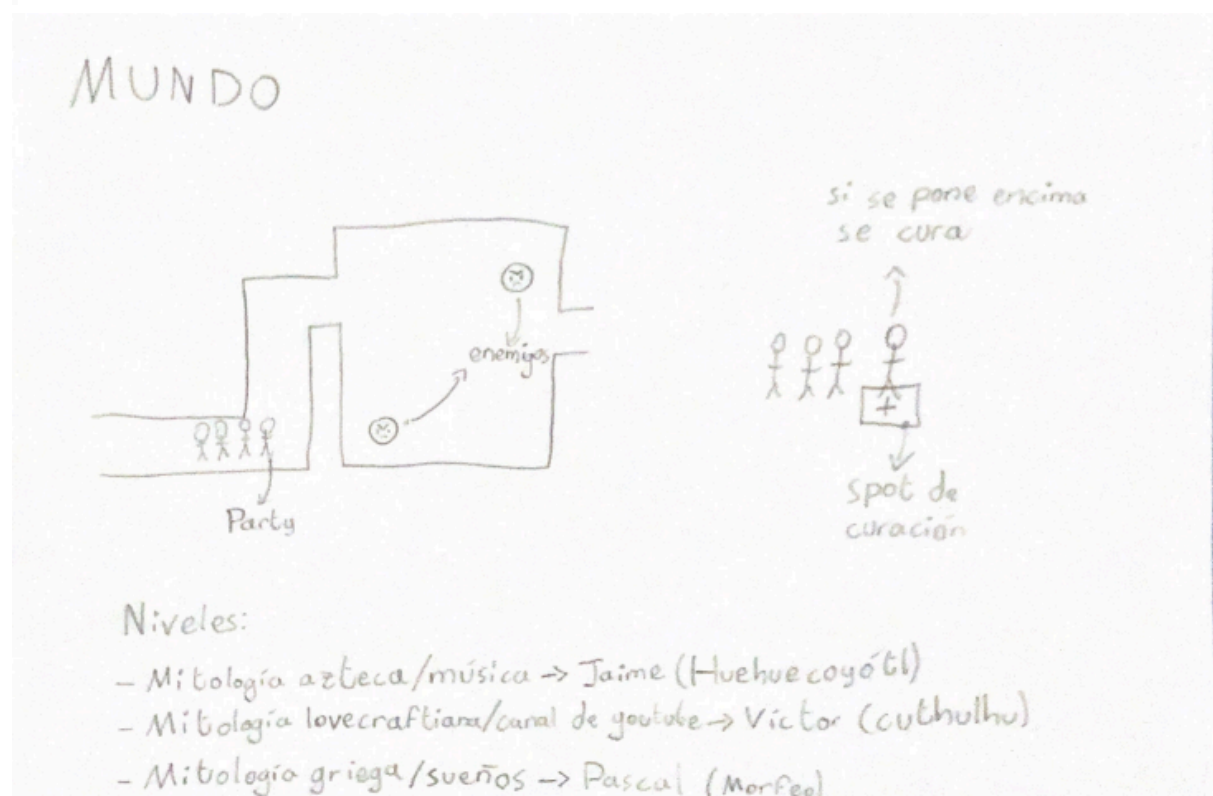 MUNDO
si se pone encima
se cura
enemigos
Party
+
spot de
curación
Niveles:
- Mitología azteca/música -> Jaime (Huehuecoyótl)
- Mitología lovecraftiana/canal de youtube -> Víctor (cuthulhu)
- Mitología griega/sueños -> Pascal (Morfeo)